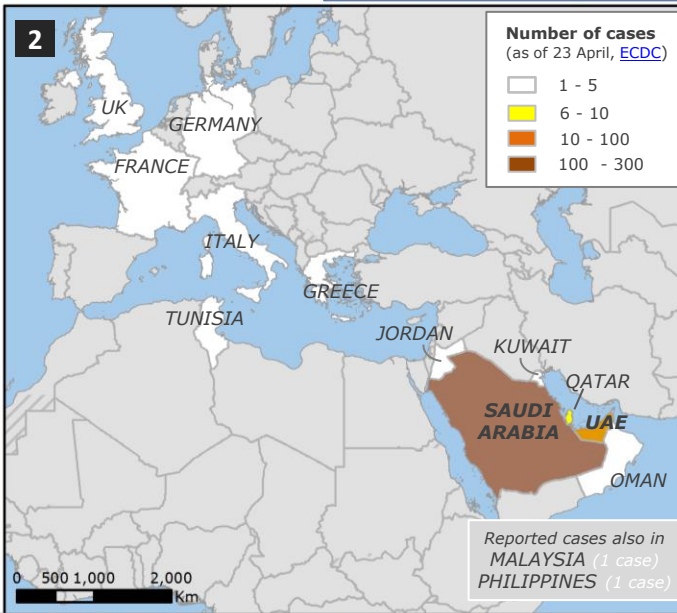 2
Number of cases
(as of 23 April, ECDC)
1 - 5
6 - 10
10 - 100
100 - 300
UK
GERMANY
FRANCE
ITALY
GREECE
TUNISIA
JORDAN
KUWAIT
QATAR
SAUDI
ARABIA
UAE
OMAN
Reported cases also in
MALAYSIA (1 case)
PHILIPPINES (1 case)
0 500 1,000 2,000
Km